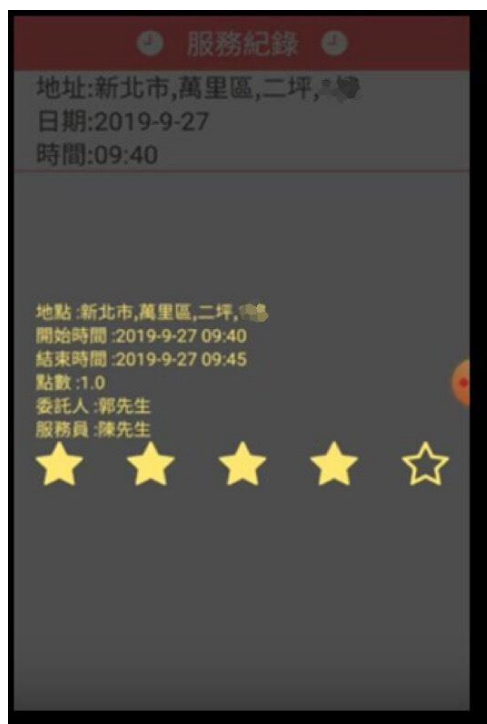 服務紀錄
地址:新北市,萬里區,二坪,
日期:2019-9-27
時間:09:40
地點 :新北市,萬里區,二坪,
開始時間 :2019-9-27 09:40
結束時間 :2019-9-27 09:45
點數 :1.0
委託人 :郭先生
服務員 :陳先生